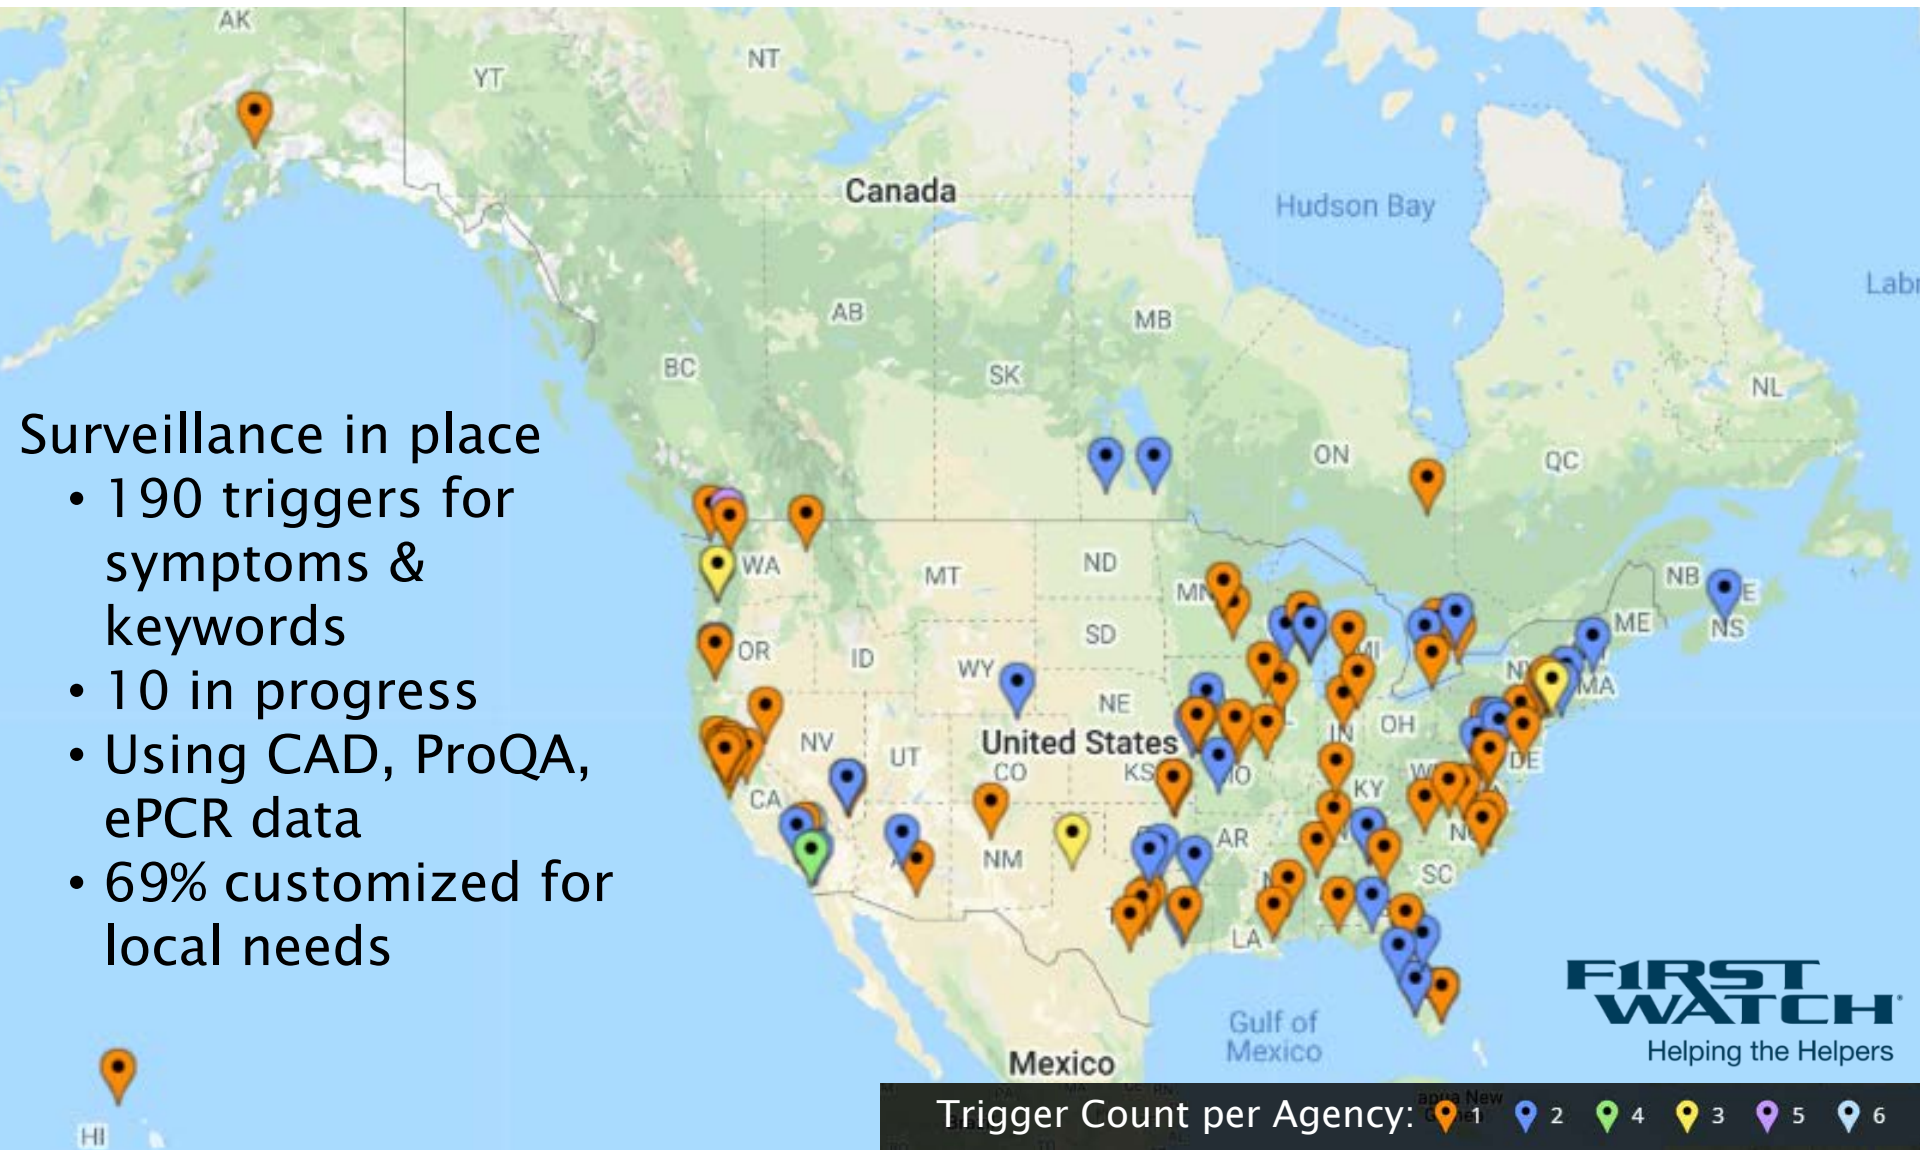 AK
YT
NT
Canada
Hudson Bay
Labr
AB
MB
BC
SK
NL
ON
QC
Surveillance in place
• 190 triggers for
symptoms &
keywords
• 10 in progress
• Using CAD, ProQA,
ePCR data
• 69% customized for
local needs
WA
MT
ND
MN
NB
E
OR
ID
SD
MI
ME
NS
WY
NE
MA
NV
UT
United States
IN
OH
CO
KS
DE
CA
KY
NM
AR
SC
LA
FIRST
WATCH®
Helping the Helpers
Gulf of
Mexico
Mexico
HI
Trigger Count per Agency: 1 2 4 3 5 6